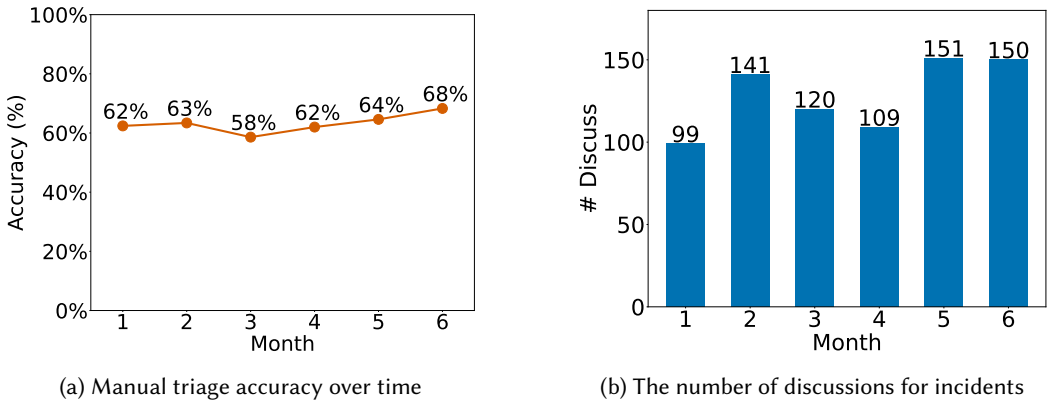 100%
80%
60%
40%
20%
0%
Accuracy (%)
62%
63%
58%
62%
64%
68%
1 2 3 4 5 6
Month
(a) Manual triage accuracy over time
150
100
50
0
# Discuss
99
141
120
109
151
150
1 2 3 4 5 6
Month
(b) The number of discussions for incidents